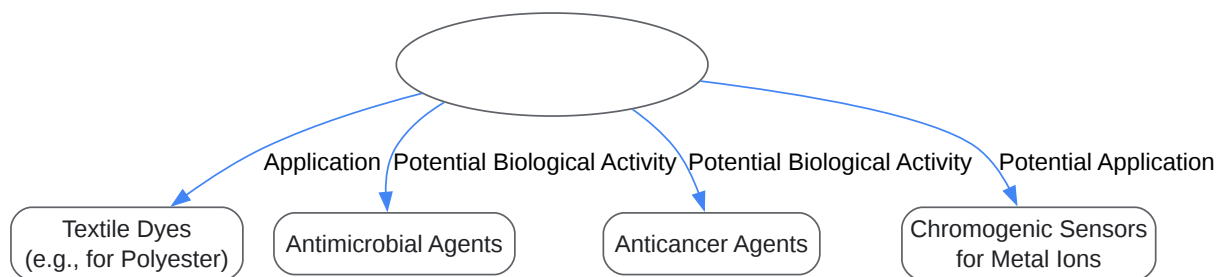 Application
Potential Biological Activity
Potential Biological Activity
Potential Application
Textile Dyes
(e.g., for Polyester)
Antimicrobial Agents
Anticancer Agents
Chromogenic Sensors
for Metal Ions